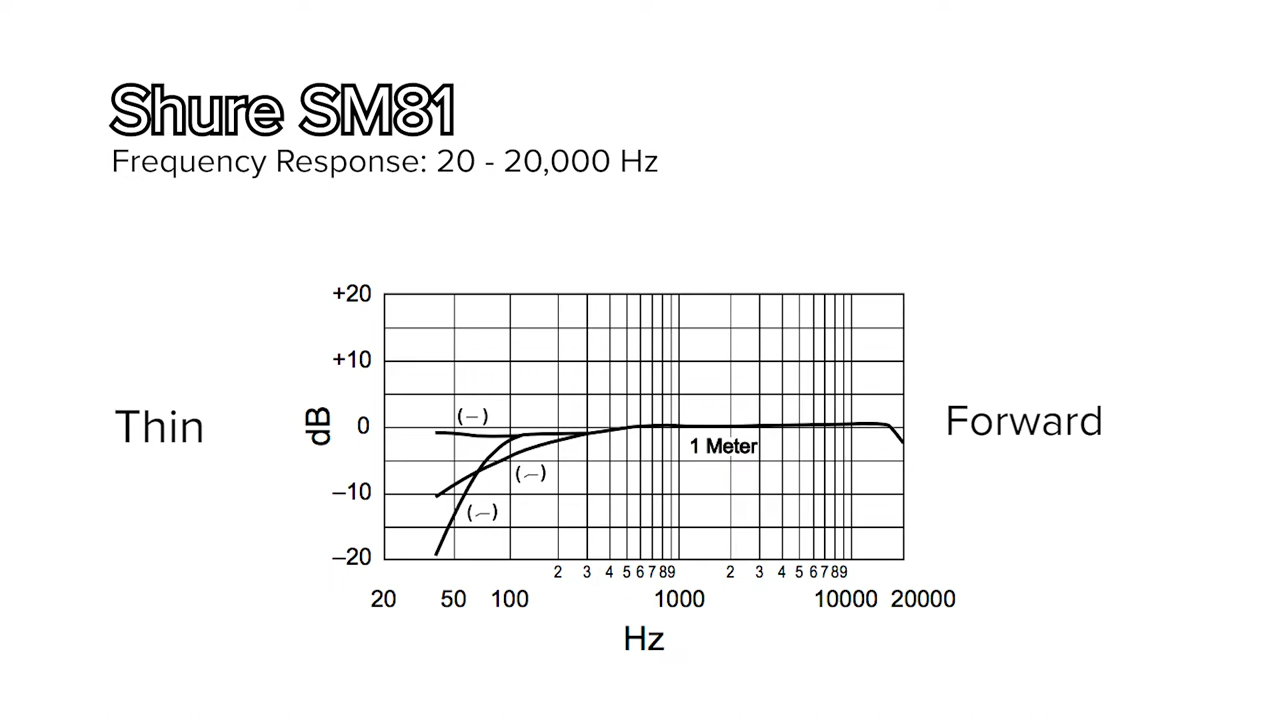 Shure SM81
Frequency Response: 20 - 20,000 Hz
+20
+10
dB
0
–10
–20
(–)
(⌢)
(⌢)
1 Meter
Thin
Forward
2 3 4 5 6 7 8 9 2 3 4 5 6 7 8 9
20 50 100 1000 10000 20000
Hz